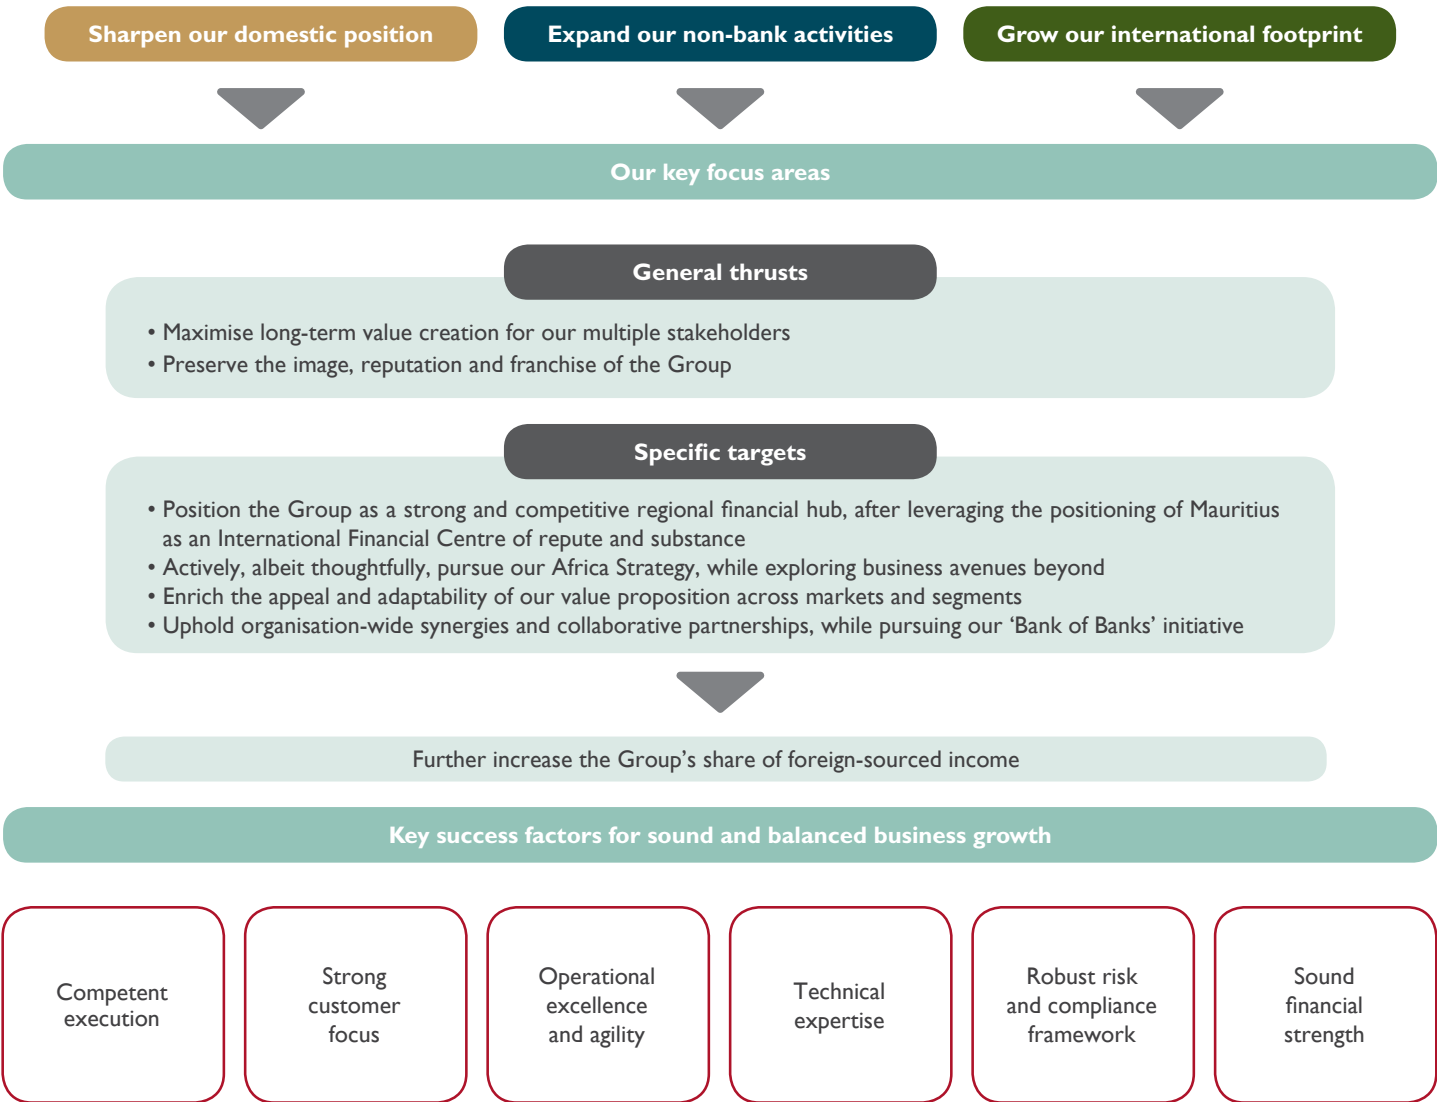 Sharpen our domestic position
Expand our non-bank activities
Grow our international footprint
Our key focus areas
General thrusts
• Maximise long-term value creation for our multiple stakeholders
• Preserve the image, reputation and franchise of the Group
Specific targets
• Position the Group as a strong and competitive regional financial hub, after leveraging the positioning of Mauritius
as an International Financial Centre of repute and substance
• Actively, albeit thoughtfully, pursue our Africa Strategy, while exploring business avenues beyond
• Enrich the appeal and adaptability of our value proposition across markets and segments
• Uphold organisation-wide synergies and collaborative partnerships, while pursuing our ‘Bank of Banks’ initiative
Further increase the Group’s share of foreign-sourced income
Key success factors for sound and balanced business growth
Competent
execution
Strong
customer
focus
Operational
excellence
and agility
Technical
expertise
Robust risk
and compliance
framework
Sound
financial
strength